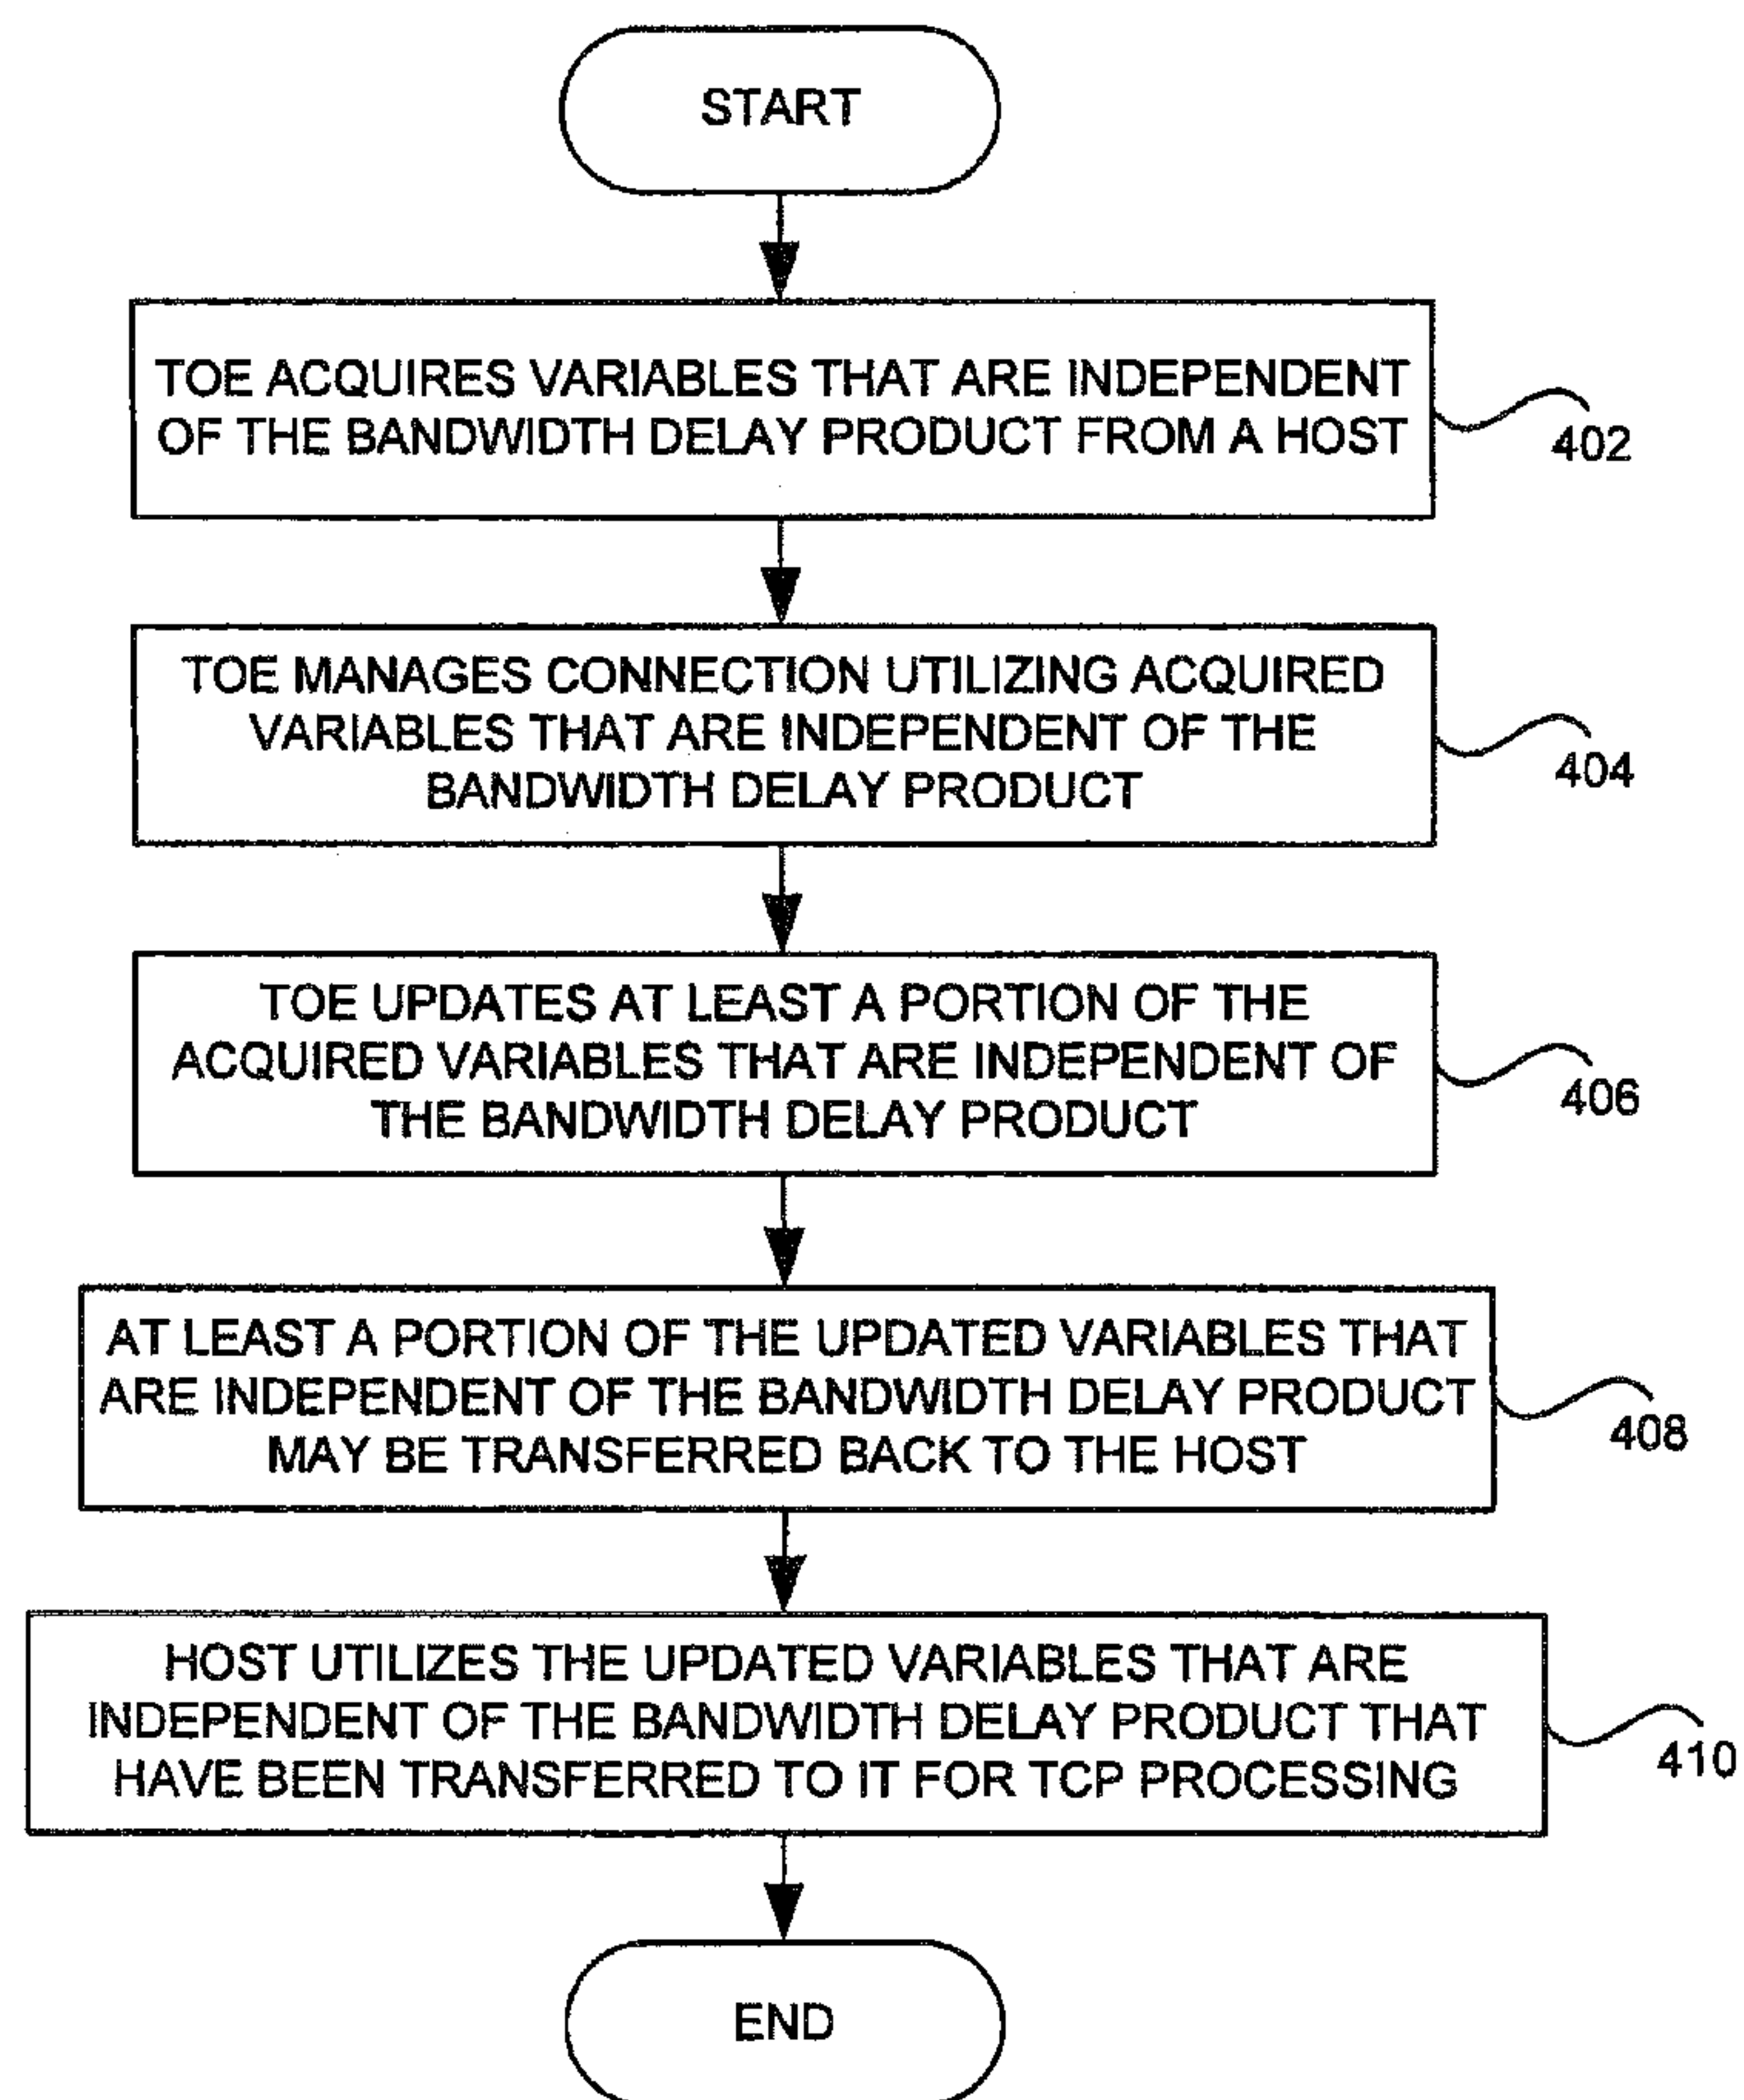 START
TOE ACQUIRES VARIABLES THAT ARE INDEPENDENT
OF THE BANDWIDTH DELAY PRODUCT FROM A HOST
402
TOE MANAGES CONNECTION UTILIZING ACQUIRED
VARIABLES THAT ARE INDEPENDENT OF THE
BANDWIDTH DELAY PRODUCT
404
TOE UPDATES AT LEAST A PORTION OF THE
ACQUIRED VARIABLES THAT ARE INDEPENDENT OF
THE BANDWIDTH DELAY PRODUCT
406
AT LEAST A PORTION OF THE UPDATED VARIABLES THAT
ARE INDEPENDENT OF THE BANDWIDTH DELAY PRODUCT
MAY BE TRANSFERRED BACK TO THE HOST
408
HOST UTILIZES THE UPDATED VARIABLES THAT ARE
INDEPENDENT OF THE BANDWIDTH DELAY PRODUCT THAT
HAVE BEEN TRANSFERRED TO IT FOR TCP PROCESSING
410
END